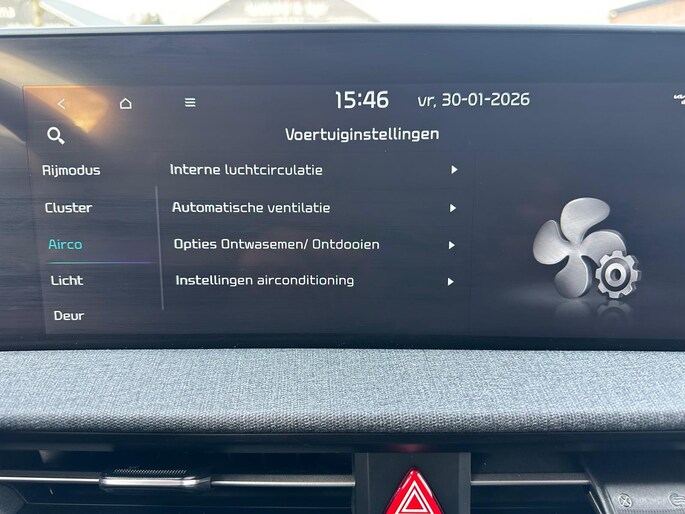 15:46 vr, 30-01-2026
Voertuiginstellingen
Rijmodus
Cluster
Airco
Licht
Deur
Interne luchtcirculatie
Automatische ventilatie
Opties Ontwasemen/ Ontdooien
Instellingen airconditioning